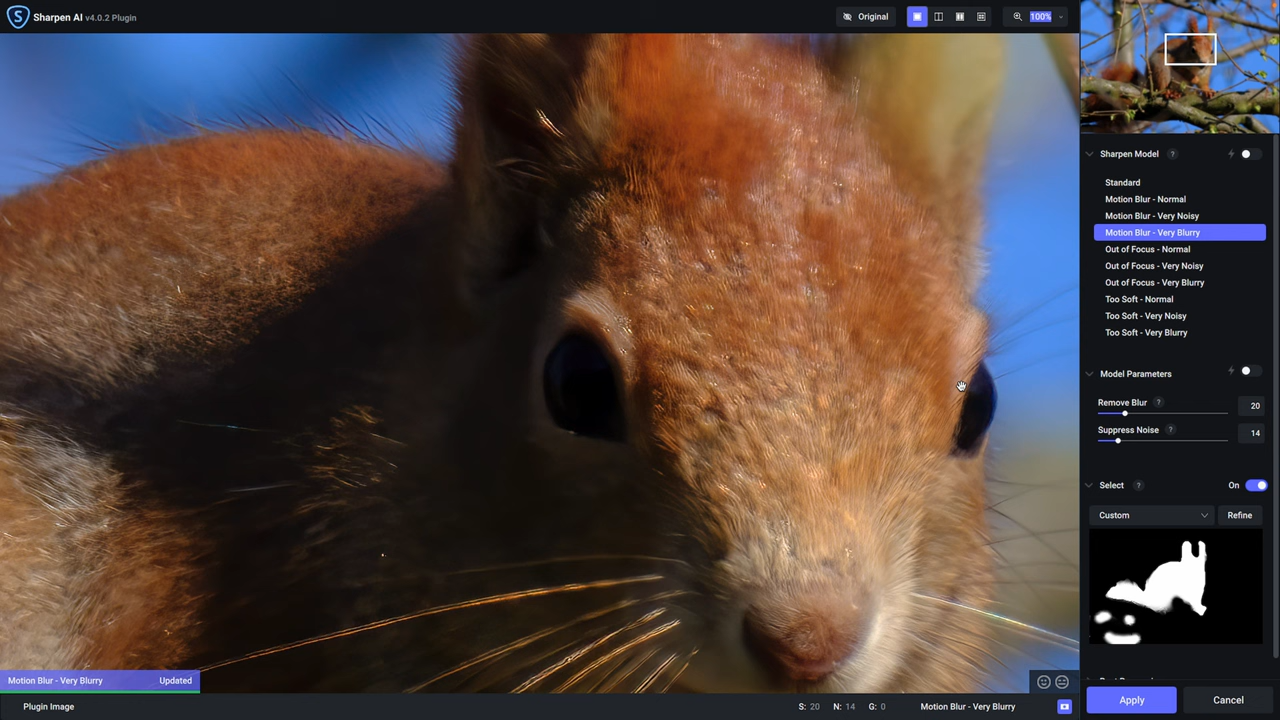 Sharpen AI v4.0.2 Plugin
Original
100%
Sharpen Model ?
Standard
Motion Blur - Normal
Motion Blur - Very Noisy
Motion Blur - Very Blurry
Out of Focus - Normal
Out of Focus - Very Noisy
Out of Focus - Very Blurry
Too Soft - Normal
Too Soft - Very Noisy
Too Soft - Very Blurry
Model Parameters
Remove Blur ? 20
Suppress Noise ? 14
Select ? On
Custom Refine
Motion Blur - Very Blurry Updated
Apply Cancel
Plugin Image S: 20 N: 14 G: 0 Motion Blur - Very Blurry